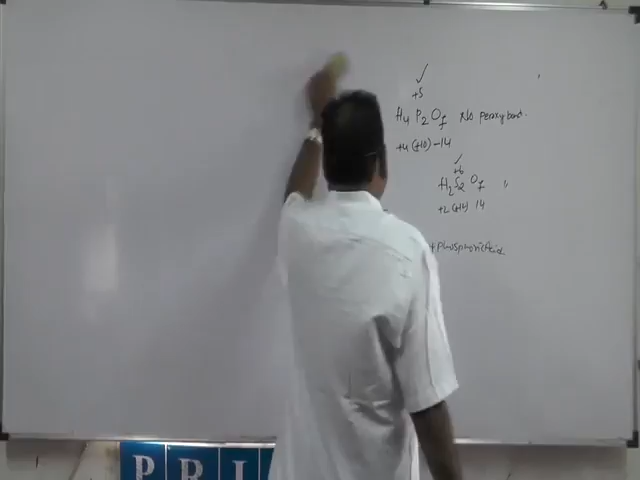 +5
H4 P2 O7 No peroxy bond.
+4 (+10) -14
+6
H2 S2 O7 "
+2 (+12) 14
Phosphoric Acid
PRI